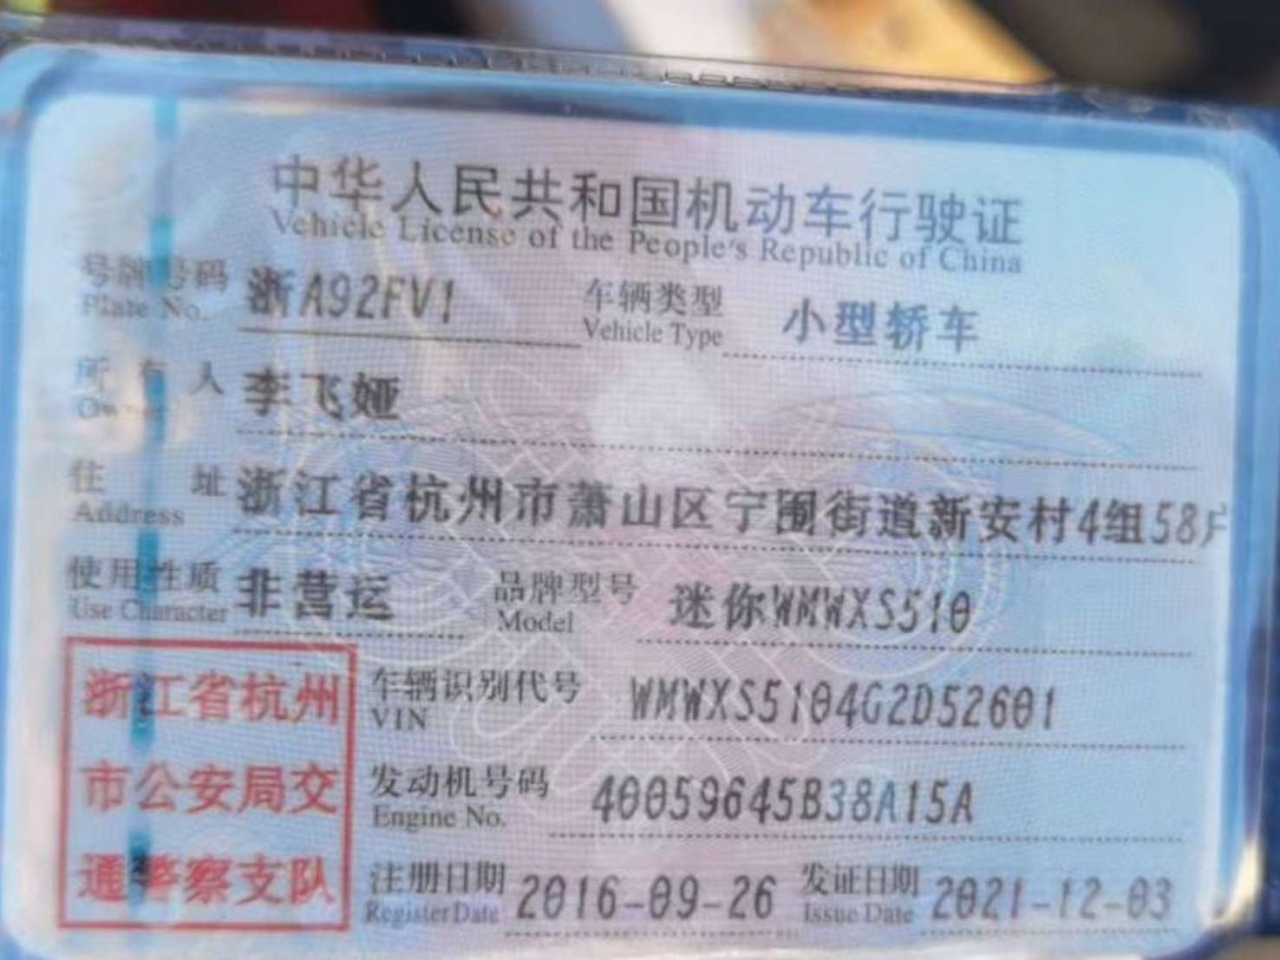 中华人民共和国机动车行驶证
Vehicle License of the People's Republic of China
号牌号码 浙A92FV1 车辆类型 小型轿车
Plate No. Vehicle Type
所有人 李飞娅
Owner
住址 浙江省杭州市萧山区宁围街道新安村4组58户
Address
使用性质 非营运 品牌型号 迷你WMWXS510
Use Character Model
浙江省杭州 车辆识别代号 WMWXS5104G2D52601
VIN
市公安局交 发动机号码 40059645B38A15A
Engine No.
通警察支队 注册日期 2016-09-26 发证日期 2021-12-03
Register Date Issue Date